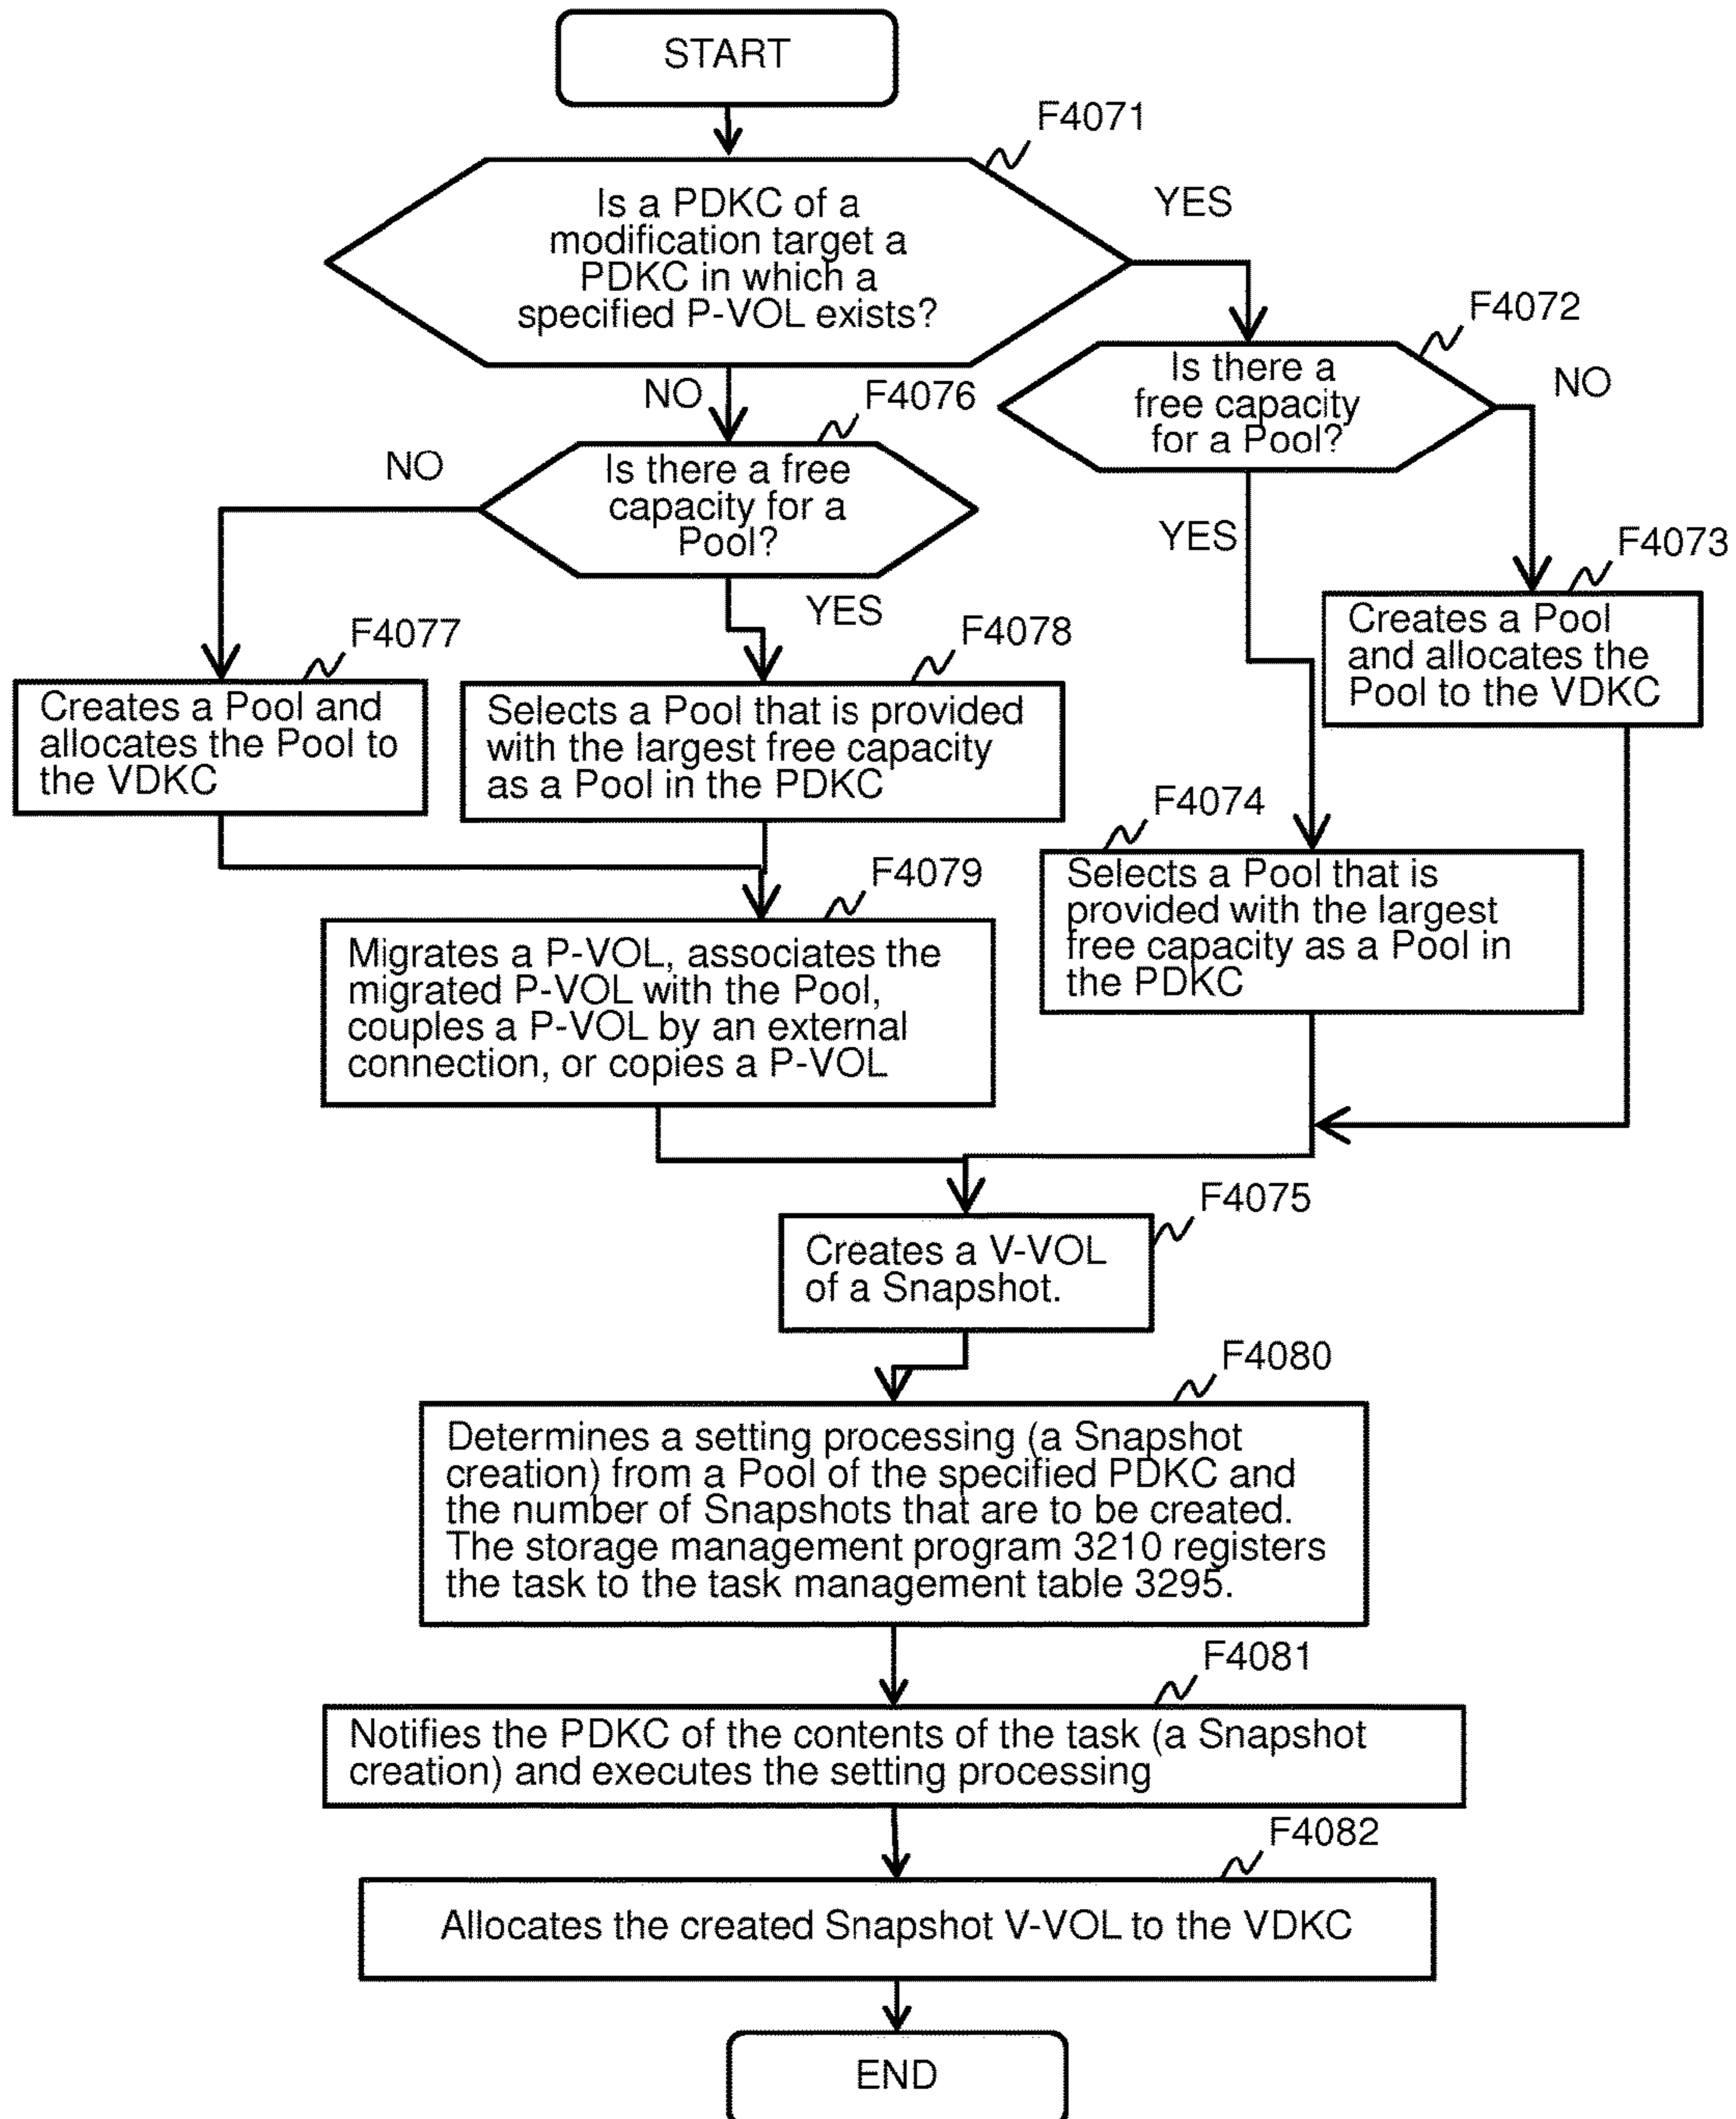 START
F4071
Is a PDKC of a
modification target a
PDKC in which a
specified P-VOL exists?
YES
NO
F4072
Is there a
free capacity
for a Pool?
NO
YES
F4076
Is there a free
capacity for a
Pool?
NO
YES
F4073
Creates a Pool
and allocates the
Pool to the VDKC
F4077
Creates a Pool and
allocates the Pool to
the VDKC
F4078
Selects a Pool that is provided
with the largest free capacity
as a Pool in the PDKC
F4074
Selects a Pool that is
provided with the largest
free capacity as a Pool in
the PDKC
F4079
Migrates a P-VOL, associates the
migrated P-VOL with the Pool,
couples a P-VOL by an external
connection, or copies a P-VOL
F4075
Creates a V-VOL
of a Snapshot.
F4080
Determines a setting processing (a Snapshot
creation) from a Pool of the specified PDKC and
the number of Snapshots that are to be created.
The storage management program 3210 registers
the task to the task management table 3295.
F4081
Notifies the PDKC of the contents of the task (a Snapshot
creation) and executes the setting processing
F4082
Allocates the created Snapshot V-VOL to the VDKC
END